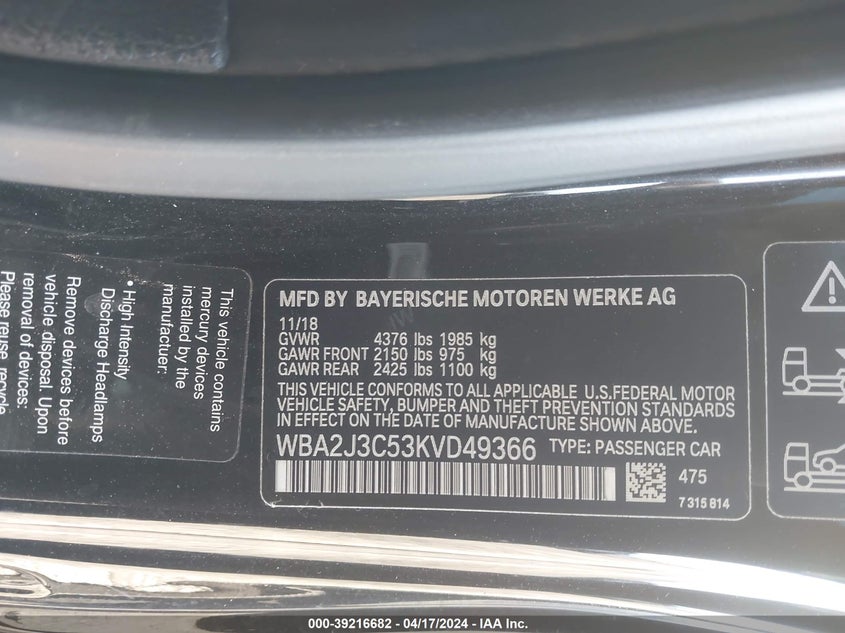 MFD BY BAYERISCHE MOTOREN WERKE AG
11/18
GVWR 4376 lbs 1985 kg
GAWR FRONT 2150 lbs 975 kg
GAWR REAR 2425 lbs 1100 kg
THIS VEHICLE CONFORMS TO ALL APPLICABLE U.S.FEDERAL MOTOR
VEHICLE SAFETY, BUMPER AND THEFT PREVENTION STANDARDS
IN EFFECT ON THE DATE OF MANUFACTURE SHOWN ABOVE.
WBA2J3C53KVD49366 TYPE: PASSENGER CAR
475
7 315 814
This vehicle contains
mercury devices
installed by the
manufacturer:
• High Intensity
Discharge Headlamps
Remove devices before
vehicle disposal. Upon
removal of devices:
Please reuse, recycle
000-39216682 - 04/17/2024 - IAA Inc.